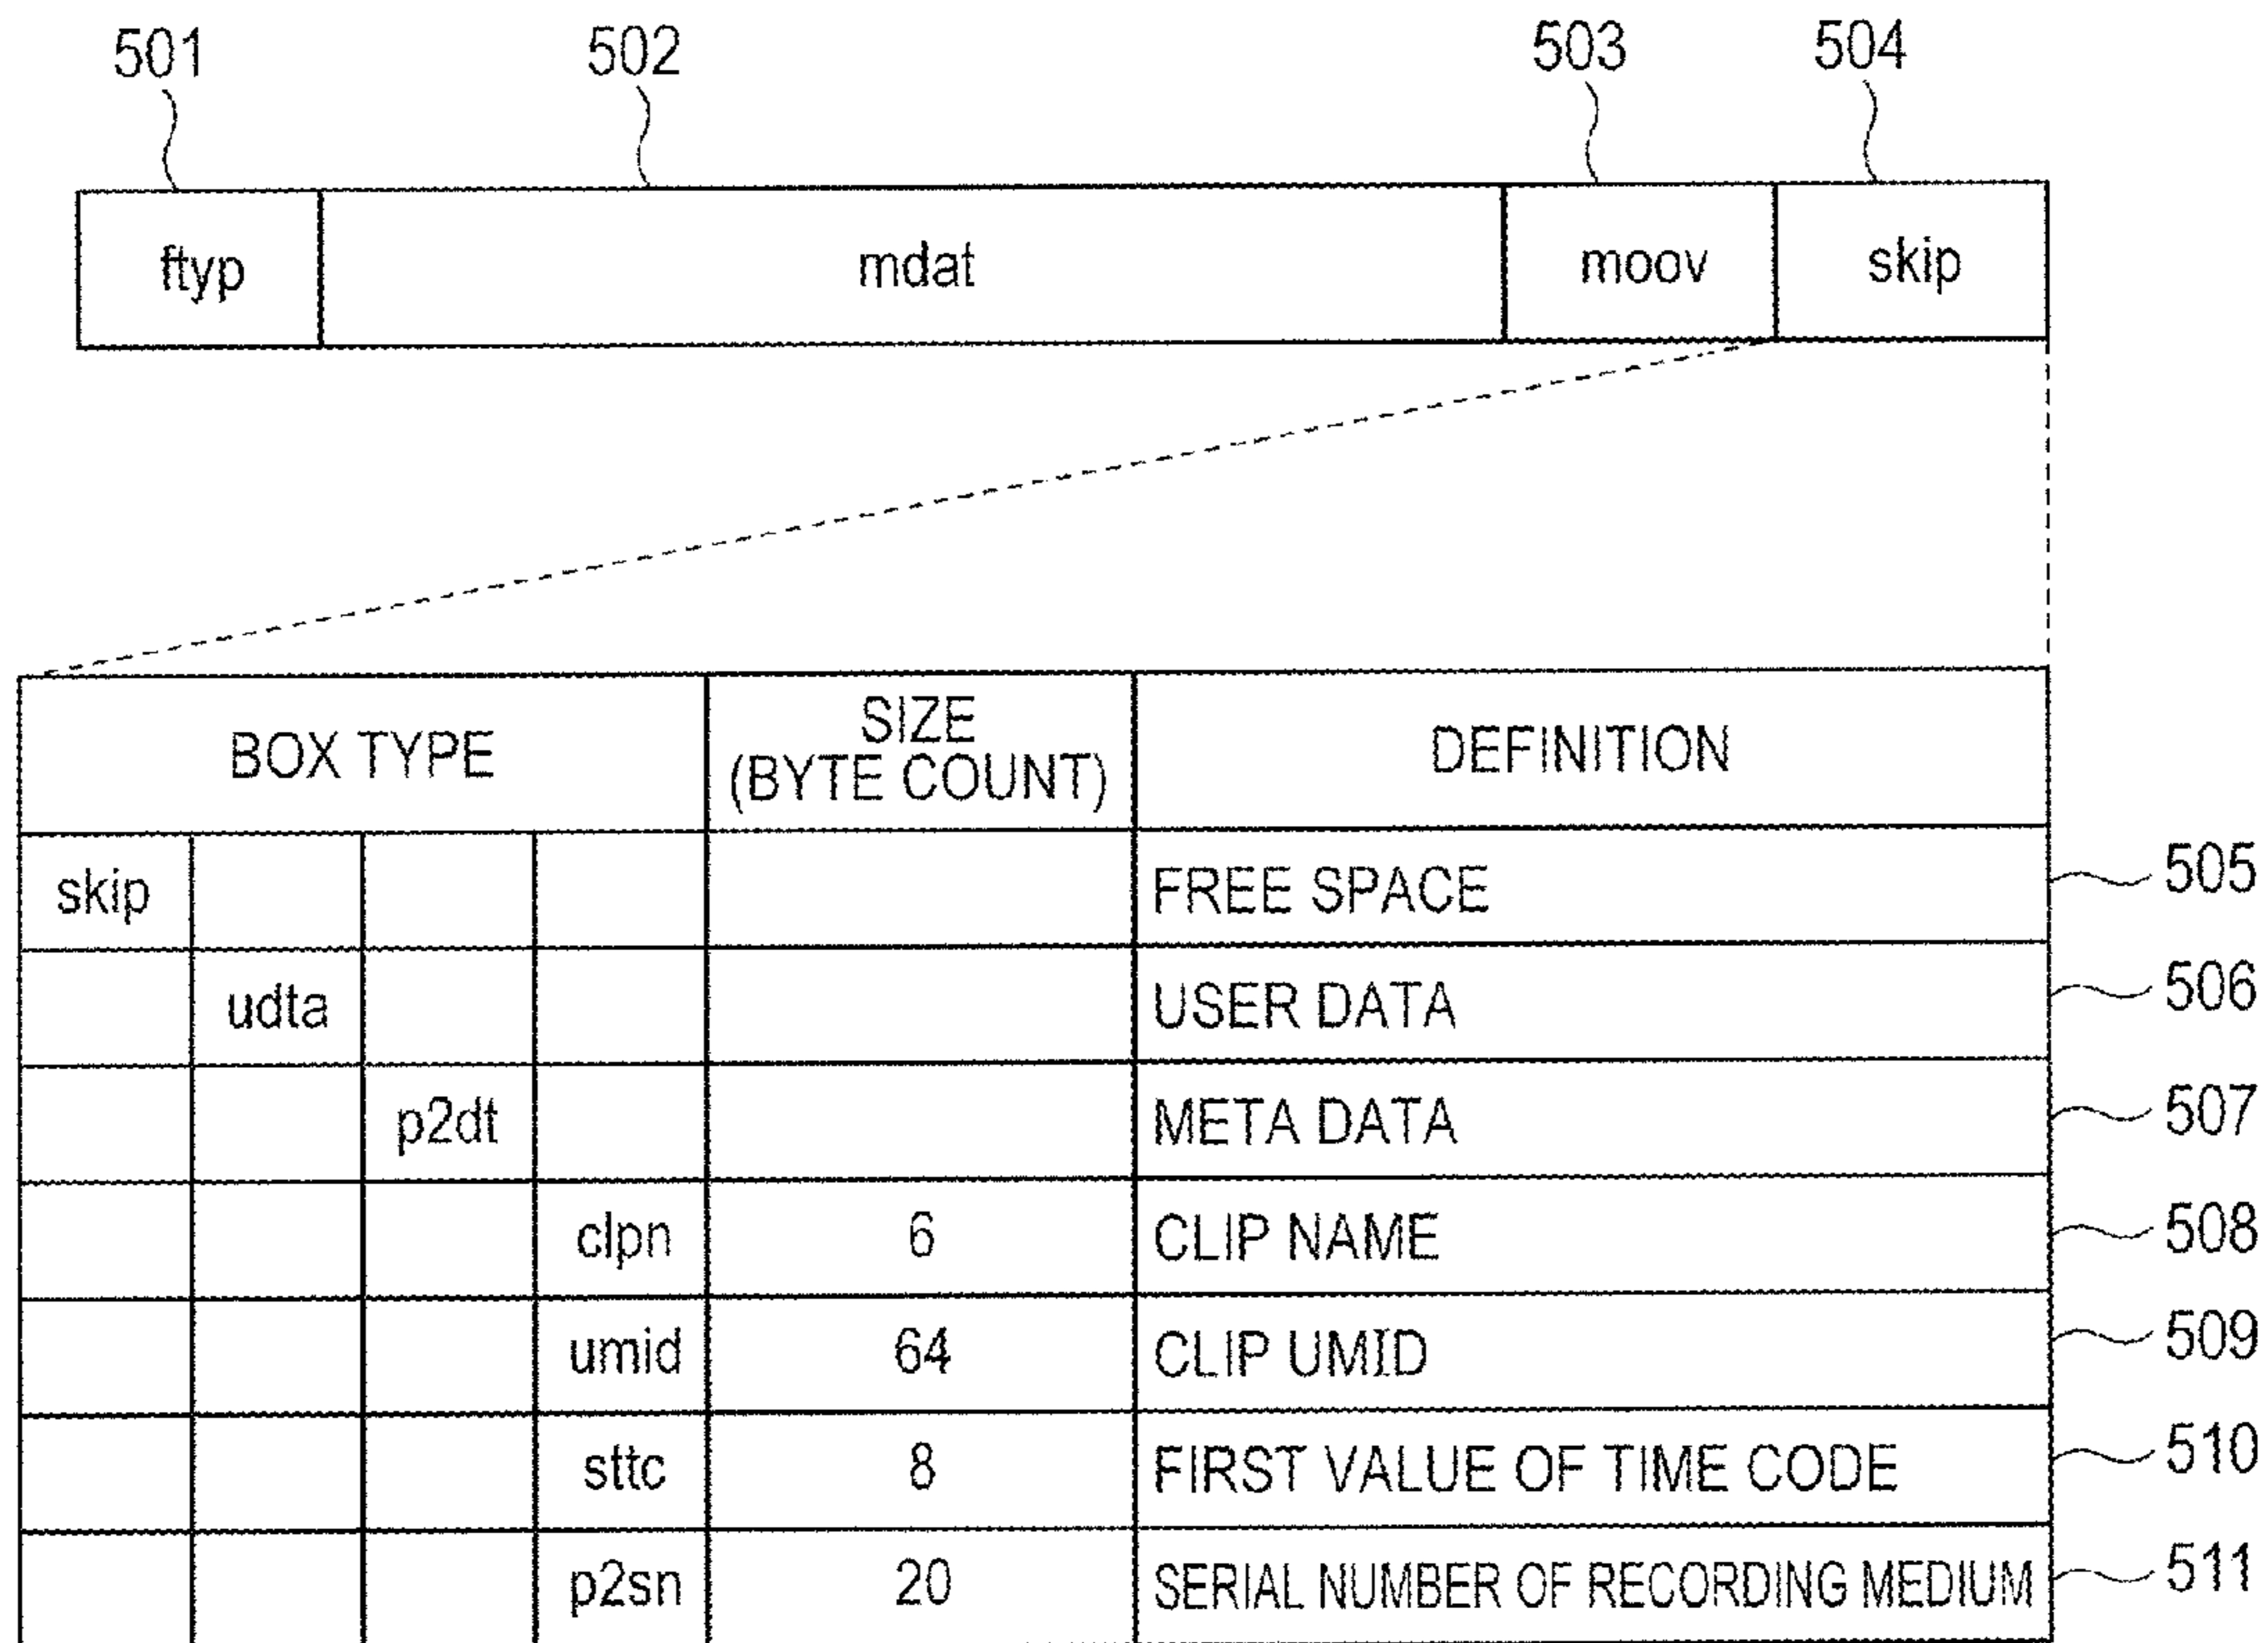 501 502 503 504
ftyp mdat moov skip
BOX TYPE SIZE (BYTE COUNT) DEFINITION
skip FREE SPACE 505
udta USER DATA 506
p2dt META DATA 507
clpn 6 CLIP NAME 508
umid 64 CLIP UMID 509
sttc 8 FIRST VALUE OF TIME CODE 510
p2sn 20 SERIAL NUMBER OF RECORDING MEDIUM 511